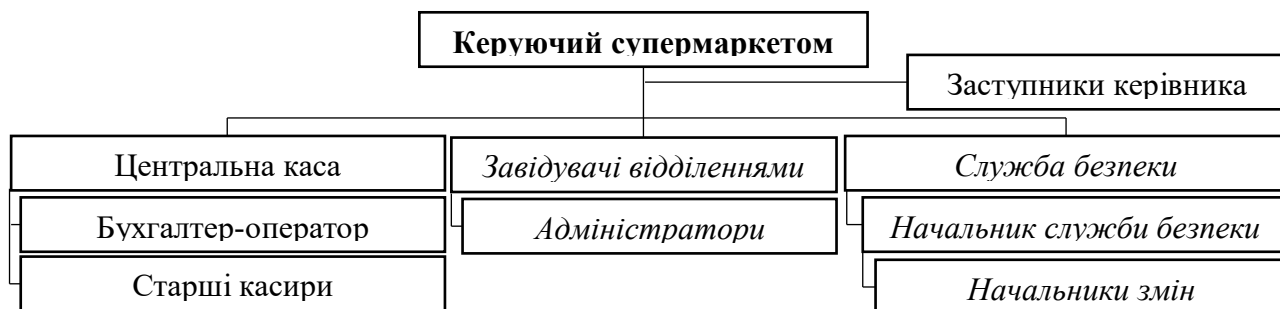 Керуючий супермаркетом
Заступники керівника
Центральна каса
Завідувачі відділеннями
Служба безпеки
Бухгалтер-оператор
Адміністратори
Начальник служби безпеки
Старші касири
Начальники змін